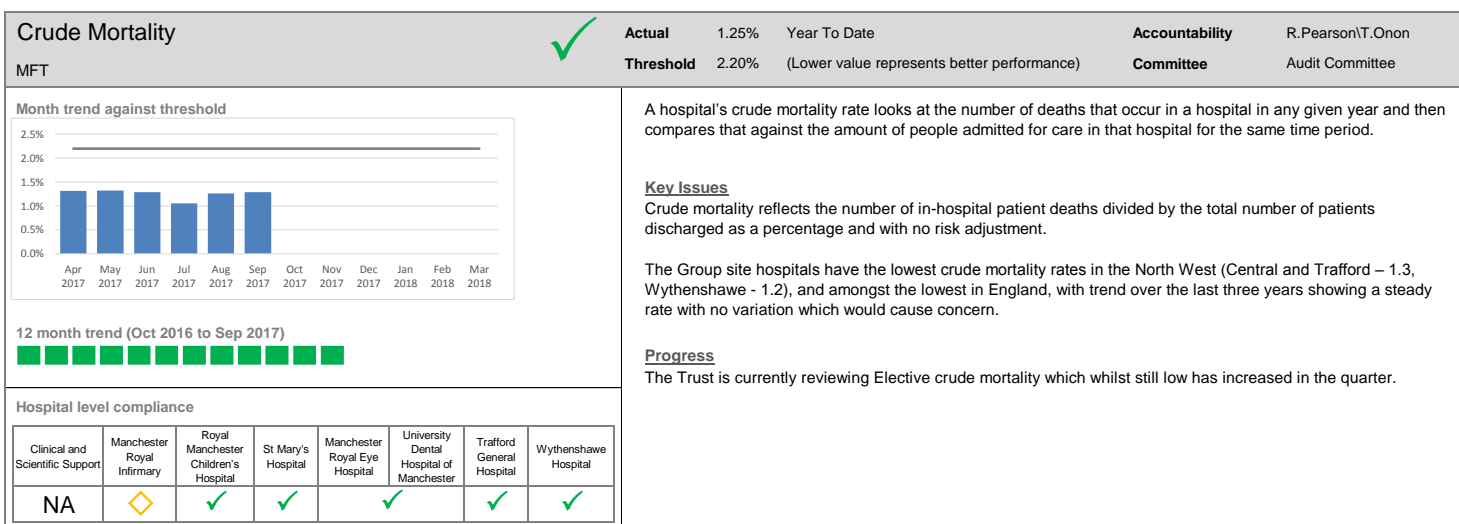 Crude Mortality
MFT
Actual 1.25% Year To Date
Threshold 2.20% (Lower value represents better performance)
Accountability R.Pearson\T.Onon
Committee Audit Committee
Month trend against threshold
2.5%
2.0%
1.5%
1.0%
0.5%
0.0%
Apr May Jun Jul Aug Sep Oct Nov Dec Jan Feb Mar
2017 2017 2017 2017 2017 2017 2017 2017 2017 2018 2018 2018
12 month trend (Oct 2016 to Sep 2017)
Hospital level compliance
Clinical and
Scientific Support
Manchester
Royal
Infirmary
Royal
Manchester
Children's
Hospital
St Mary's
Hospital
Manchester
Royal Eye
Hospital
University
Dental
Hospital of
Manchester
Trafford
General
Hospital
Wythenshawe
Hospital
NA
A hospital's crude mortality rate looks at the number of deaths that occur in a hospital in any given year and then
compares that against the amount of people admitted for care in that hospital for the same time period.
Key Issues
Crude mortality reflects the number of in-hospital patient deaths divided by the total number of patients
discharged as a percentage and with no risk adjustment.
The Group site hospitals have the lowest crude mortality rates in the North West (Central and Trafford – 1.3,
Wythenshawe - 1.2), and amongst the lowest in England, with trend over the last three years showing a steady
rate with no variation which would cause concern.
Progress
The Trust is currently reviewing Elective crude mortality which whilst still low has increased in the quarter.